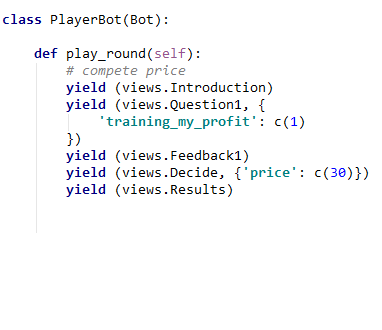 class PlayerBot(Bot):
def play_round(self):
# compete price
yield (views.Introduction)
yield (views.Question1, {
'training_my_profit': c(1)
})
yield (views.Feedback1)
yield (views.Decide, {'price': c(30)})
yield (views.Results)